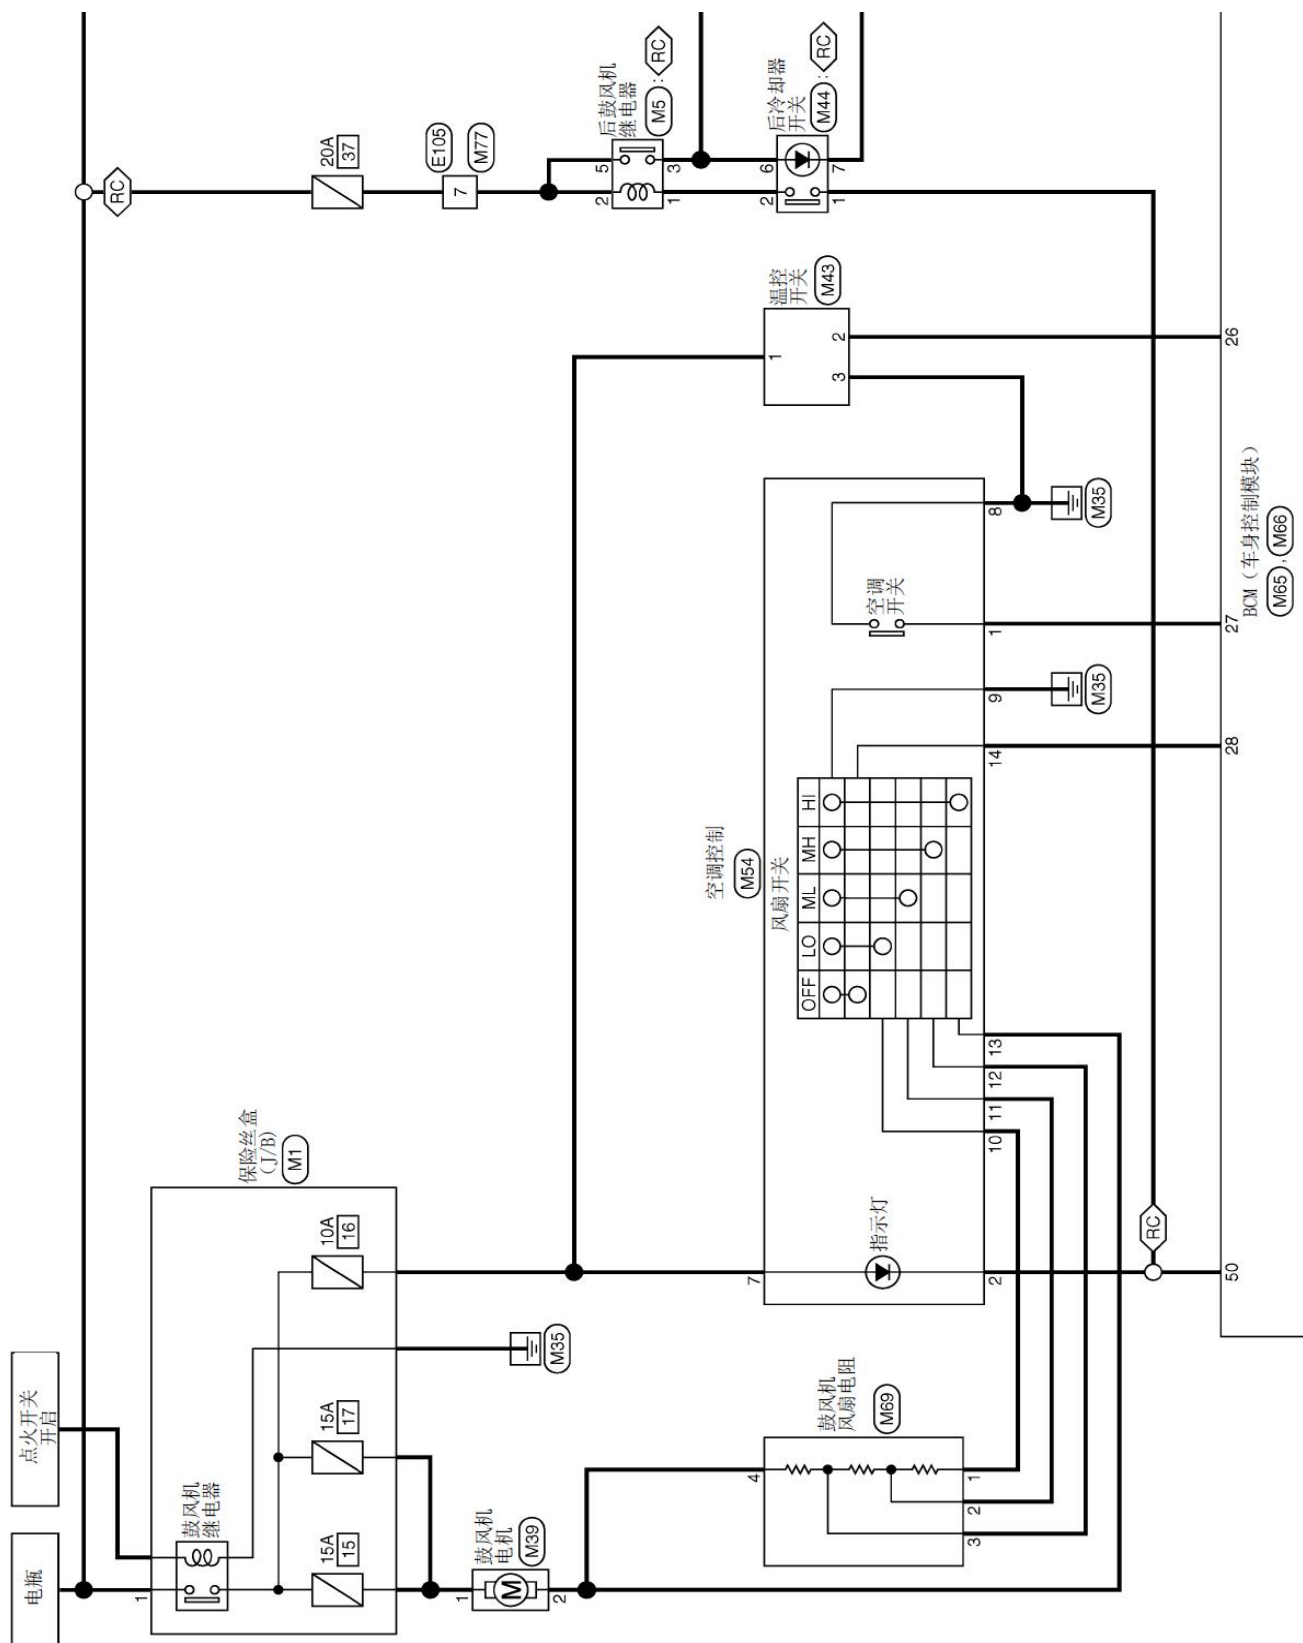 电瓶
点火开关
开启
1
鼓风机
继电器
15A
15
15A
17
10A
16
保险丝盒
（J/B）
M1
M35
1
鼓风机
电机
M39
M
2
RC
20A
37
E105
7
M77
后鼓风机
继电器
M5
:
RC
2
5
1
3
后冷却器
开关
M44
:
RC
2
6
1
7
温控
开关
M43
1
3
2
空调控制
M54
风扇开关
OFF
LO
ML
MH
HI
7
指示灯
2
10
11
12
13
14
9
1
8
空调
开关
M35
M35
鼓风机
风扇电阻
M69
4
3
2
1
RC
50
28
27
26
BCM（车身控制模块）
M65
,
M66